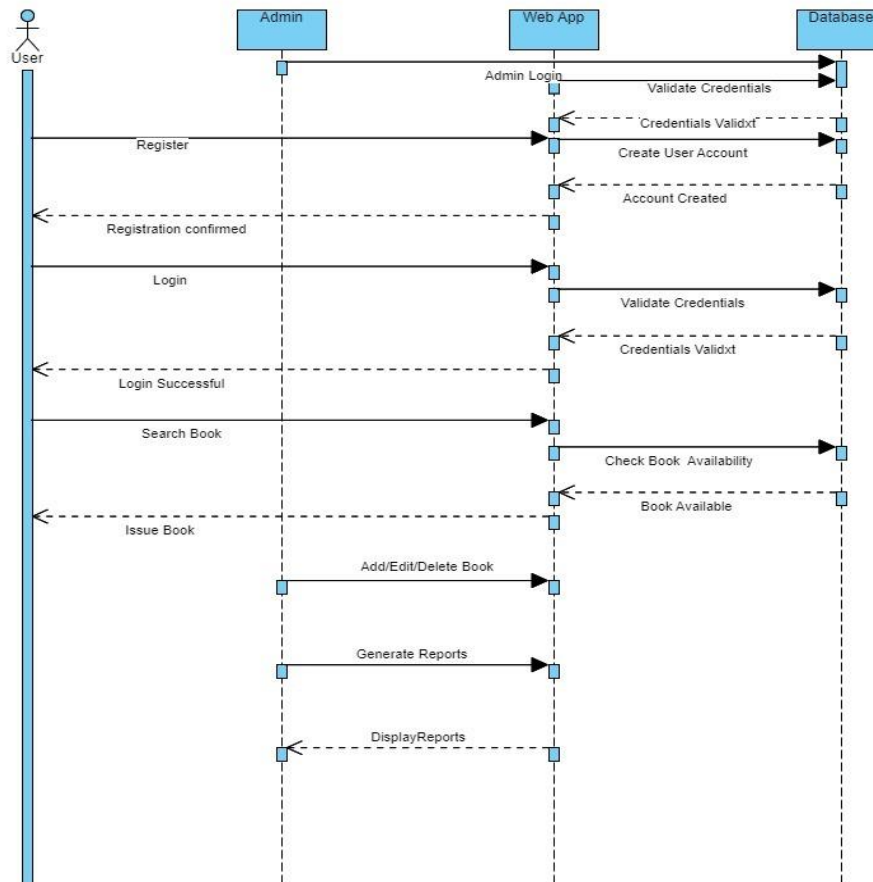 Admin
Web App
Database
User
Admin Login
Validate Credentials
Credentials Validxt
Register
Create User Account
Account Created
Registration confirmed
Login
Validate Credentials
Credentials Validxt
Login Successful
Search Book
Check Book Availability
Book Available
Issue Book
Add/Edit/Delete Book
Generate Reports
DisplayReports